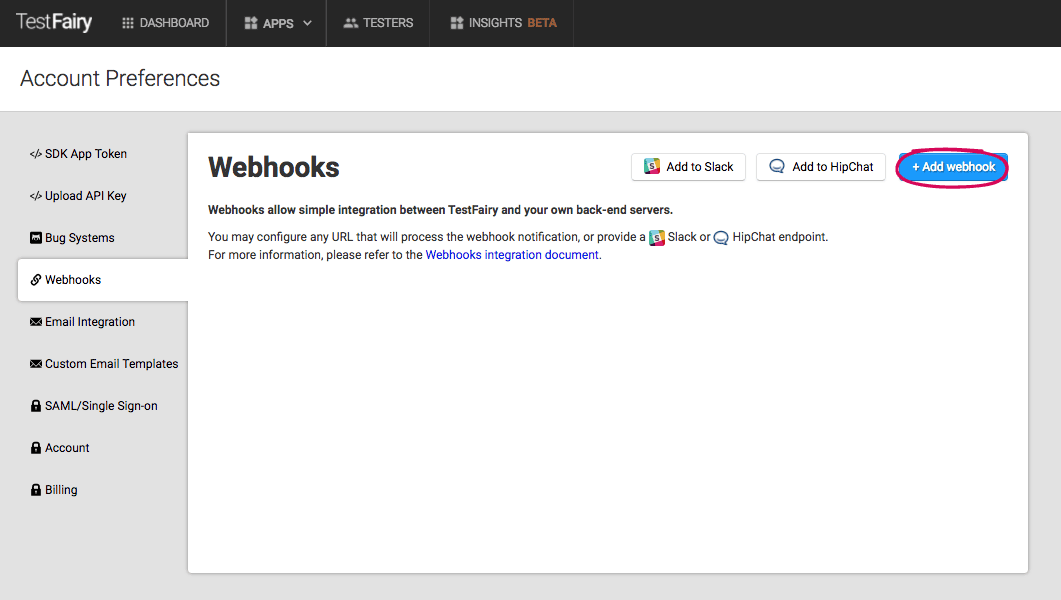 TestFairy DASHBOARD APPS TESTERS INSIGHTS BETA
Account Preferences
SDK App Token
Upload API Key
Bug Systems
Webhooks
Email Integration
Custom Email Templates
SAML/Single Sign-on
Account
Billing
Webhooks
Add to Slack
Add to HipChat
+ Add webhook
Webhooks allow simple integration between TestFairy and your own back-end servers.
You may configure any URL that will process the webhook notification, or provide a Slack or HipChat endpoint.
For more information, please refer to the Webhooks integration document.